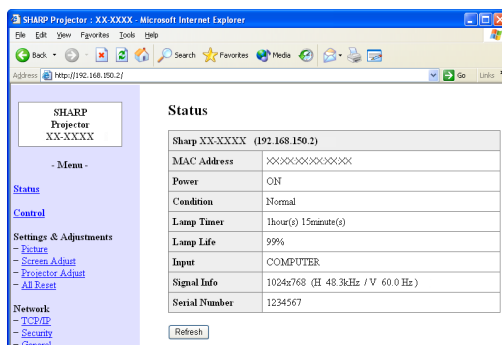 SHARP Projector : XX-XXXX - Microsoft Internet Explorer
File Edit View Favorites Tools Help
Back Search Favorites Media
Address http://192.168.150.2/ Go Links
SHARP
Projector
XX-XXXX
- Menu -
Status
Control
Settings & Adjustments
– Picture
– Screen Adjust
– Projector Adjust
– All Reset
Network
– TCP/IP
– Security
– General
Status
Sharp XX-XXXX (192.168.150.2)
MAC Address XXXXXXXXXXXX
Power ON
Condition Normal
Lamp Timer 1hour(s) 15minute(s)
Lamp Life 99%
Input COMPUTER
Signal Info 1024x768 (H 48.3kHz / V 60.0 Hz )
Serial Number 1234567
Refresh